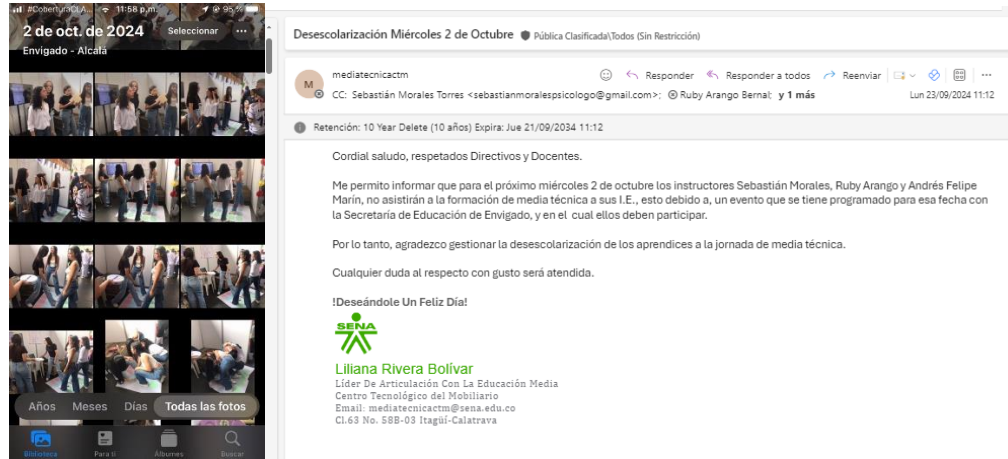 #CoberturaCLA... 11:58 p.m. 95 %
2 de oct. de 2024
Seleccionar
Envigado - Alcalá
Años Meses Días Todas las fotos
Biblioteca Para ti Álbumes Buscar
Desescolarización Miércoles 2 de Octubre Pública Clasificada\Todos (Sin Restricción)
M
mediatecnicactm
Responder Responder a todos Reenviar
CC: Sebastián Morales Torres <sebastianmoralespsicologo@gmail.com>; Ruby Arango Bernal; y 1 más
Lun 23/09/2024 11:12
Retención: 10 Year Delete (10 años) Expira: Jue 21/09/2034 11:12
Cordial saludo, respetados Directivos y Docentes.
Me permito informar que para el próximo miércoles 2 de octubre los instructores Sebastián Morales, Ruby Arango y Andrés Felipe
Marín, no asistirán a la formación de media técnica a sus I.E., esto debido a, un evento que se tiene programado para esa fecha con
la Secretaría de Educación de Envigado, y en el cual ellos deben participar.
Por lo tanto, agradezco gestionar la desescolarización de los aprendices a la jornada de media técnica.
Cualquier duda al respecto con gusto será atendida.
!Deseándole Un Feliz Día!
SENA
Liliana Rivera Bolívar
Líder De Articulación Con La Educación Media
Centro Tecnológico del Mobiliario
Email: mediatecnicactm@sena.edu.co
Cl.63 No. 58B-03 Itagüí-Calatrava